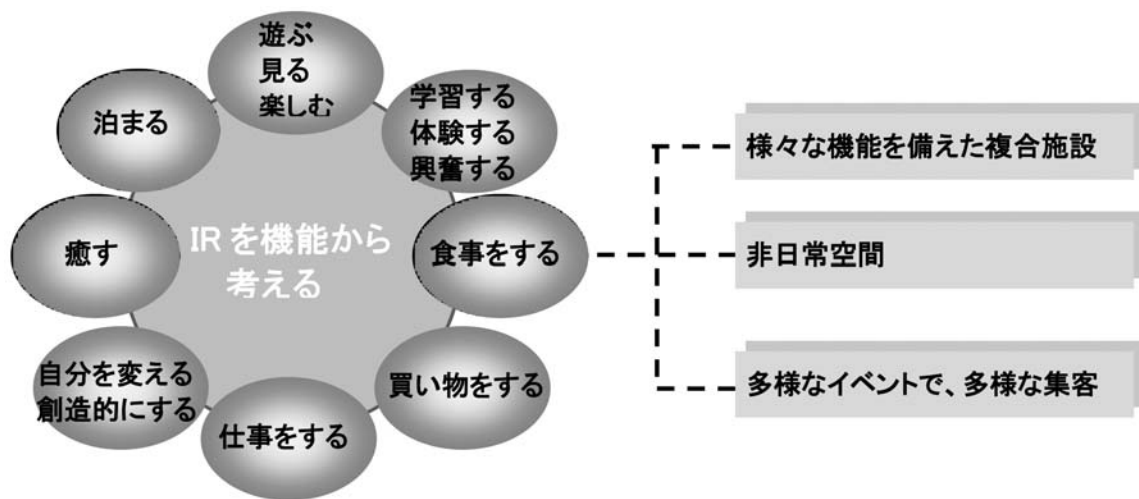 遊ぶ
見る
楽しむ
学習する
体験する
興奮する
食事をする
買い物をする
仕事をする
自分を変える
創造的にする
癒す
泊まる
IRを機能から
考える
様々な機能を備えた複合施設
非日常空間
多様なイベントで、多様な集客